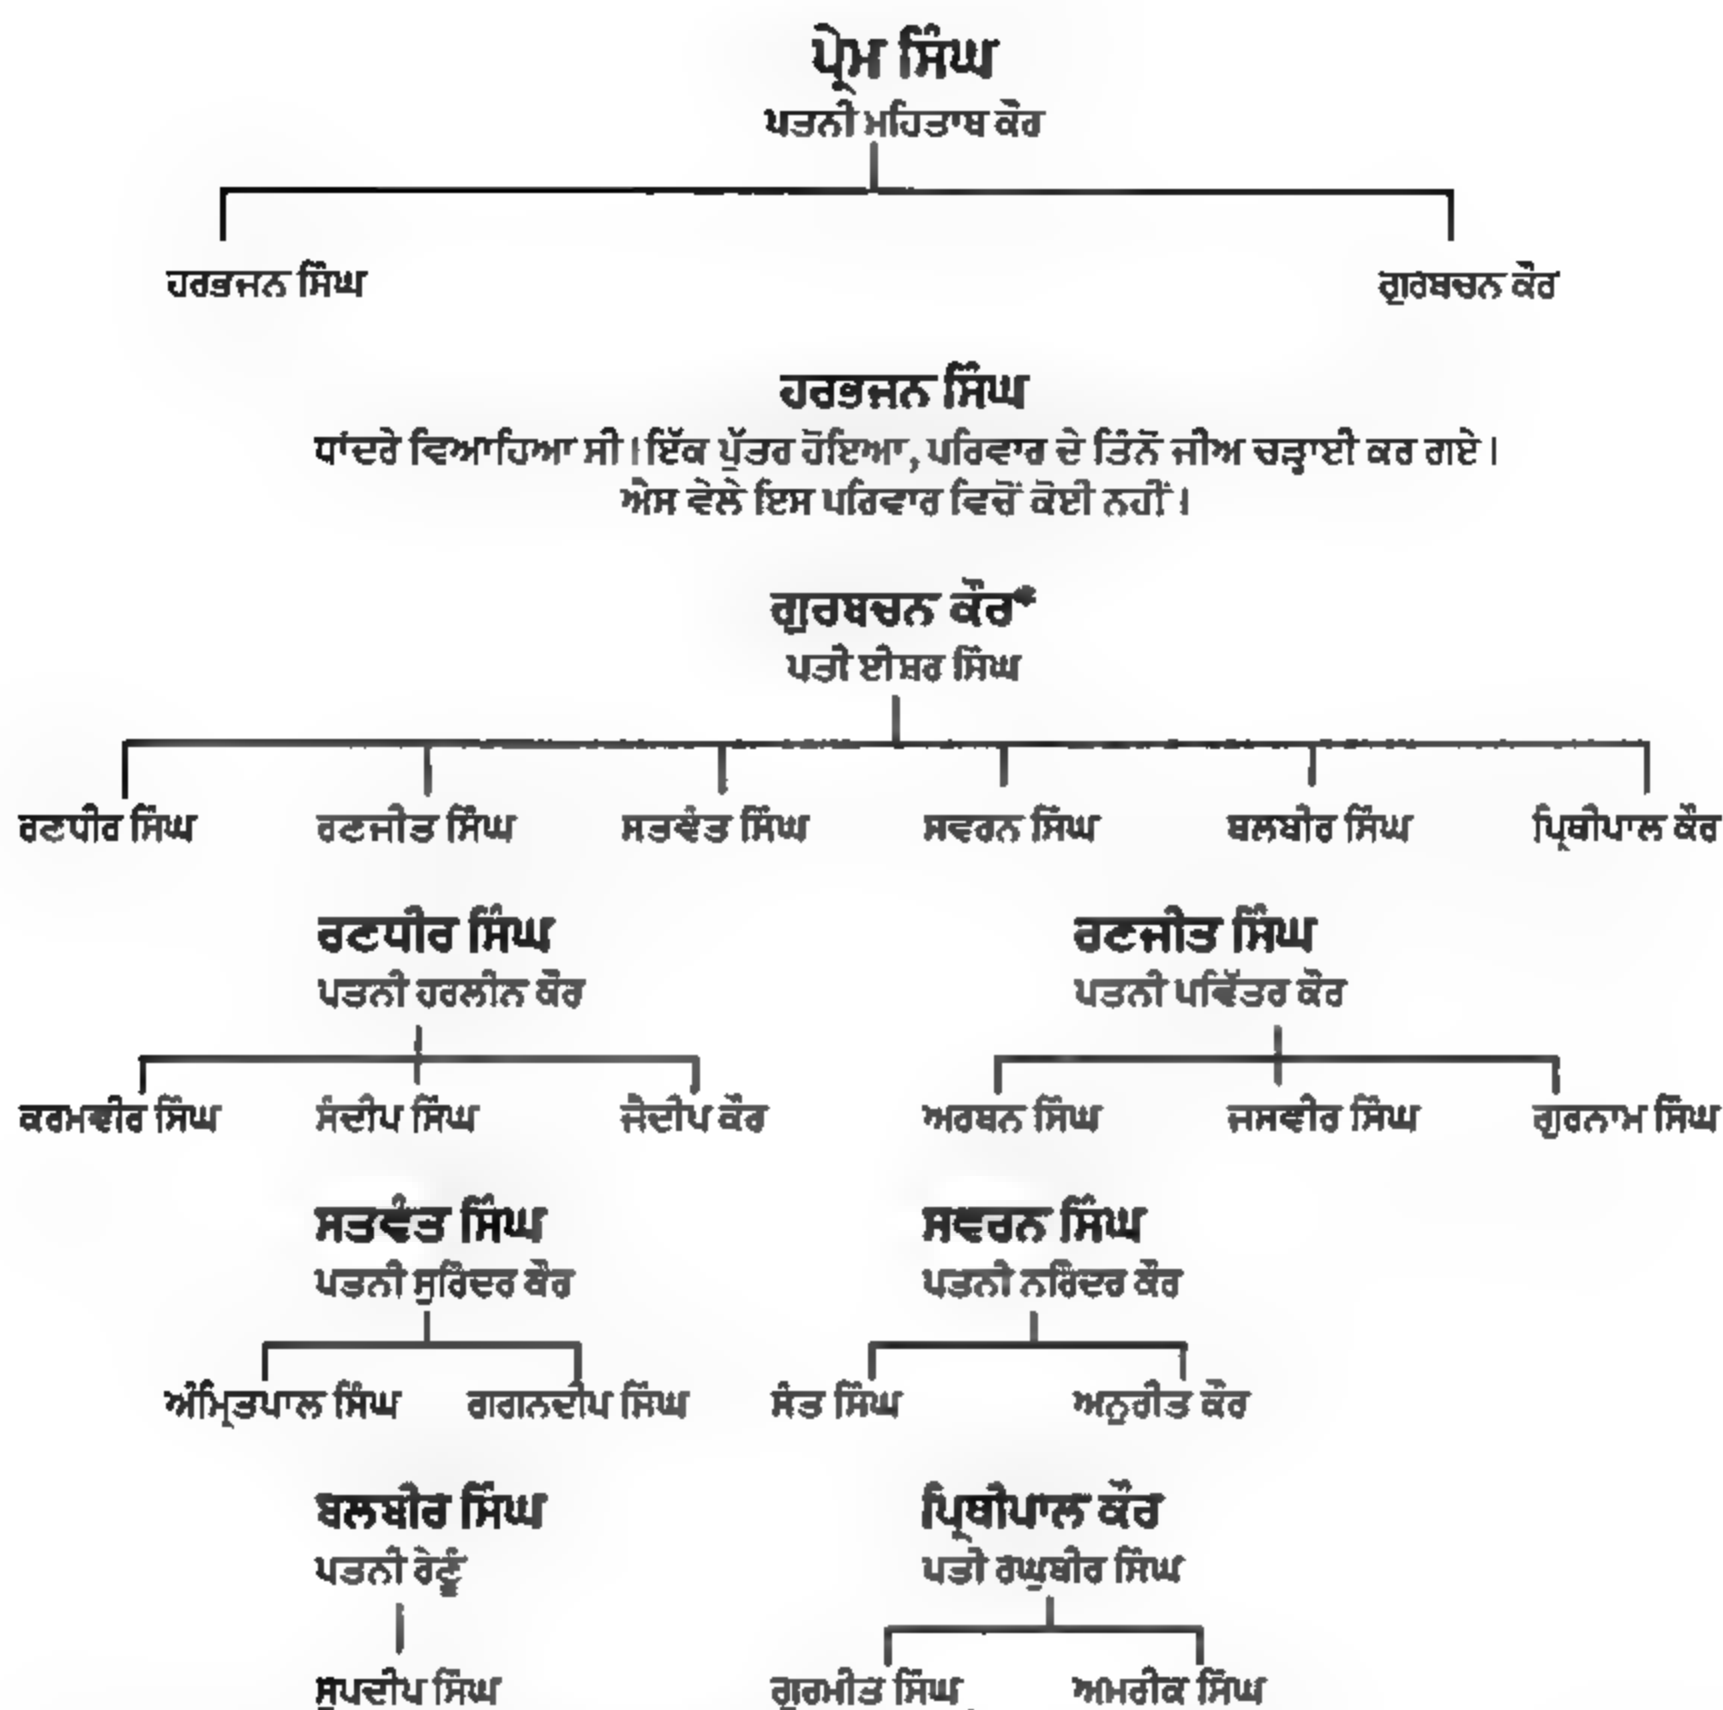 ਪ੍ਰੇਮ ਸਿੰਘ
ਪਤਨੀ ਮਹਿਤਾਬ ਕੌਰ
ਹਰਭਜਨ ਸਿੰਘ ਗੁਰਬਚਨ ਕੌਰ
ਹਰਭਜਨ ਸਿੰਘ
ਧਾਂਦਰੇ ਵਿਆਹਿਆ ਸੀ। ਇੱਕ ਪੁੱਤਰ ਹੋਇਆ, ਪਰਿਵਾਰ ਦੇ ਤਿੰਨੋਂ ਜੀਅ ਚੜ੍ਹਾਈ ਕਰ ਗਏ।
ਐਸ ਵੇਲੇ ਇਸ ਪਰਿਵਾਰ ਵਿਚੋਂ ਕੋਈ ਨਹੀਂ।
ਗੁਰਬਚਨ ਕੌਰ*
ਪਤੀ ਈਸ਼ਰ ਸਿੰਘ
ਰਣਧੀਰ ਸਿੰਘ ਰਣਜੀਤ ਸਿੰਘ ਸਤਵੰਤ ਸਿੰਘ ਸਵਰਨ ਸਿੰਘ ਬਲਬੀਰ ਸਿੰਘ ਪ੍ਰਿਥੀਪਾਲ ਕੌਰ
ਰਣਧੀਰ ਸਿੰਘ ਰਣਜੀਤ ਸਿੰਘ
ਪਤਨੀ ਹਰਲੀਨ ਕੌਰ ਪਤਨੀ ਪਵਿੱਤਰ ਕੌਰ
ਕਰਮਵੀਰ ਸਿੰਘ ਸੰਦੀਪ ਸਿੰਘ ਜੈਦੀਪ ਕੌਰ ਅਰਥਨ ਸਿੰਘ ਜਸਵੀਰ ਸਿੰਘ ਗੁਰਨਾਮ ਸਿੰਘ
ਸਤਵੰਤ ਸਿੰਘ ਸਵਰਨ ਸਿੰਘ
ਪਤਨੀ ਸੁਰਿੰਦਰ ਕੌਰ ਪਤਨੀ ਨਰਿੰਦਰ ਕੌਰ
ਅੰਮ੍ਰਿਤਪਾਲ ਸਿੰਘ ਗਗਨਦੀਪ ਸਿੰਘ ਸੰਤ ਸਿੰਘ ਅਨੁਰੀਤ ਕੌਰ
ਬਲਬੀਰ ਸਿੰਘ ਪ੍ਰਿਥੀਪਾਲ ਕੌਰ
ਪਤਨੀ ਰੇਣੂੰ ਪਤੀ ਰਘੁਬੀਰ ਸਿੰਘ
ਸੁਪਦੀਪ ਸਿੰਘ ਗੁਰਮੀਤ ਸਿੰਘ ਅਮਰੀਕ ਸਿੰਘ